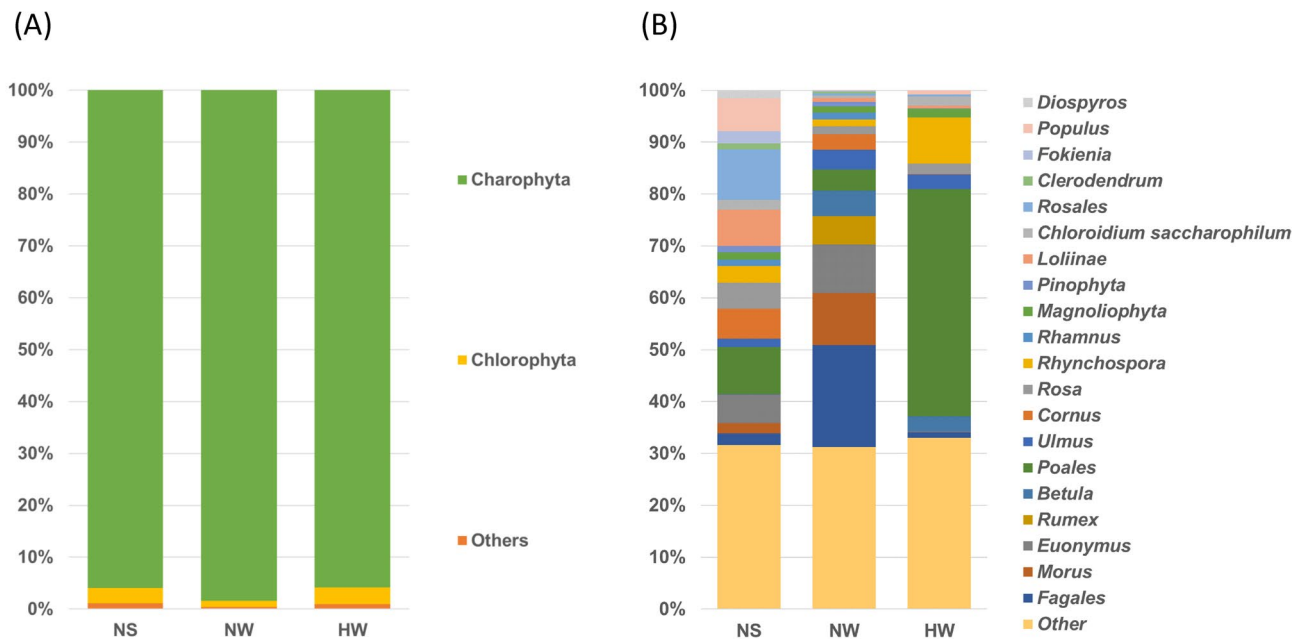 (A)
100%
90%
80%
70%
60%
50%
40%
30%
20%
10%
0%
NS
NW
HW
Charophyta
Chlorophyta
Others
(B)
100%
90%
80%
70%
60%
50%
40%
30%
20%
10%
0%
NS
NW
HW
Diospyros
Populus
Fokienia
Clerodendrum
Rosales
Chloroidium saccharophilum
Loliinae
Pinophyta
Magnoliophyta
Rhamnus
Rhynchospora
Rosa
Cornus
Ulmus
Poales
Betula
Rumex
Euonymus
Morus
Fagales
Other